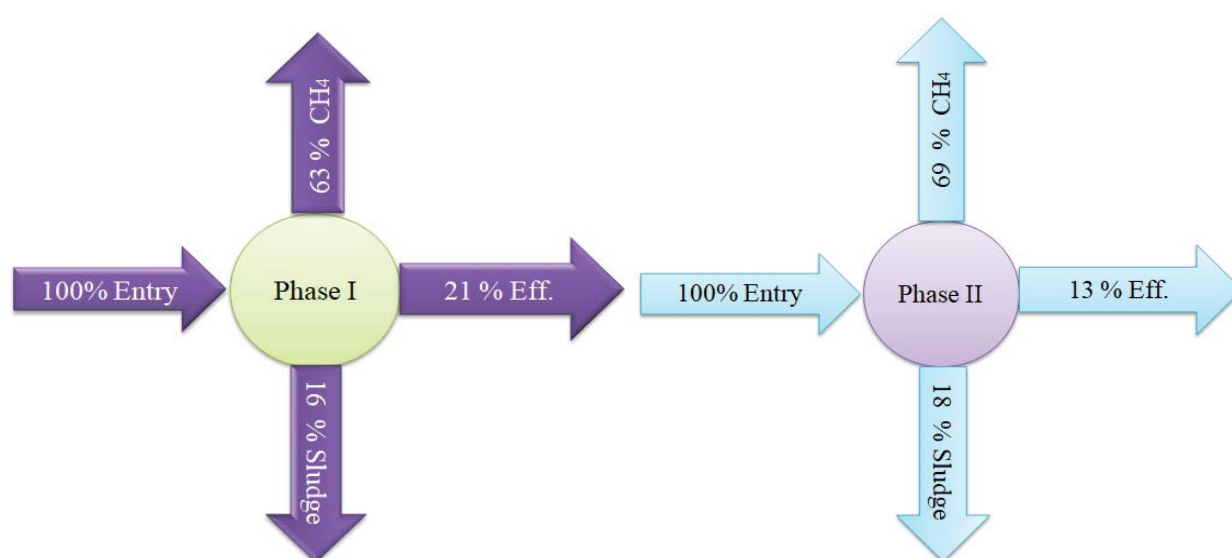 63 % CH₄
100% Entry
Phase I
21 % Eff.
16 % Sludge
69 % CH₄
100% Entry
Phase II
13 % Eff.
18 % Sludge